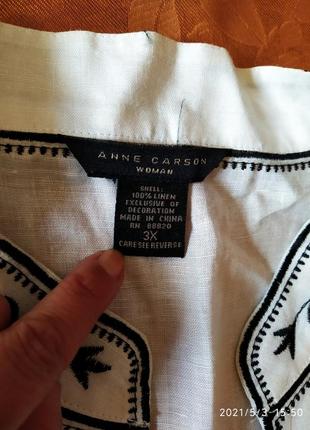 ANNE CARSON
WOMAN
SHELL:
100% LINEN
EXCLUSIVE OF
DECORATION
MADE IN CHINA
RN 88820
3X
CARE SEE REVERSE
2021/5/3 15:50